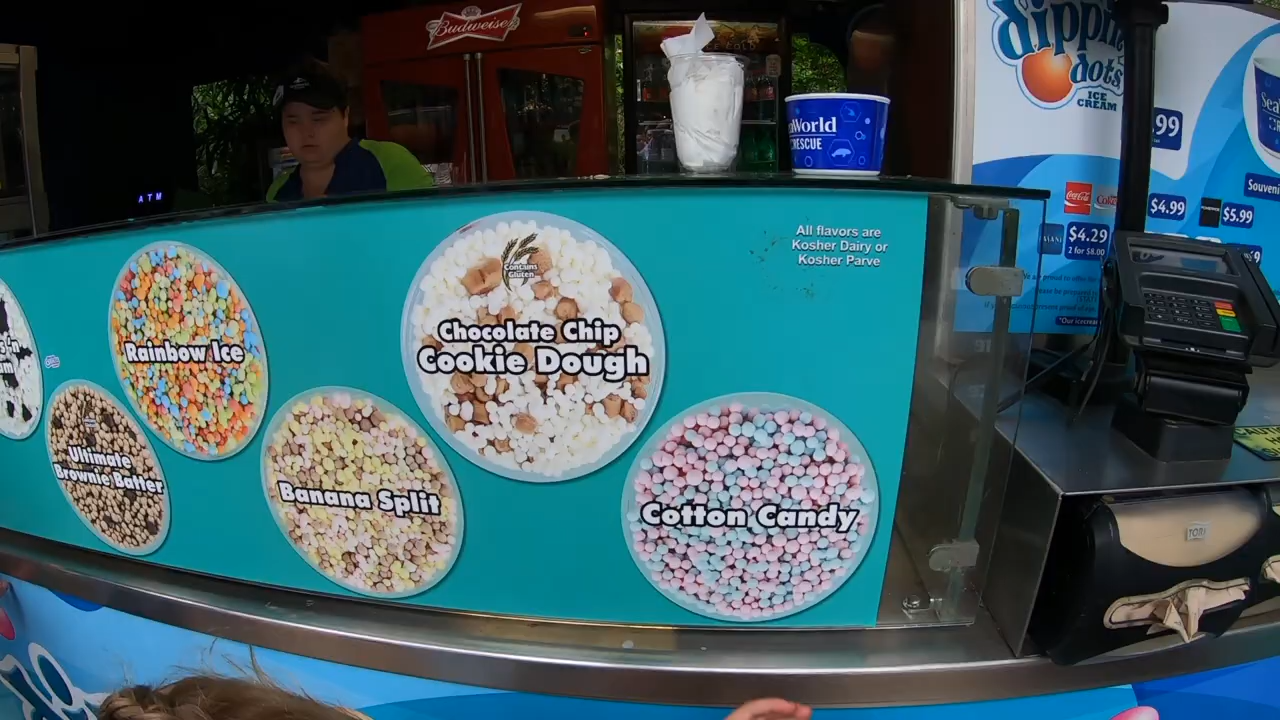 Budweiser
dippin
dots
ICE
CREAM
World
RESCUE
.99
ATM
All flavors are
Kosher Dairy or
Kosher Parve
Coca-Cola
$4.99
$5.99
$4.29
2 for $8.00
Contains
Gluten
Chocolate Chip
Cookie Dough
Rainbow Ice
Ultimate
Brownie Batter
Banana Split
Cotton Candy
TORK